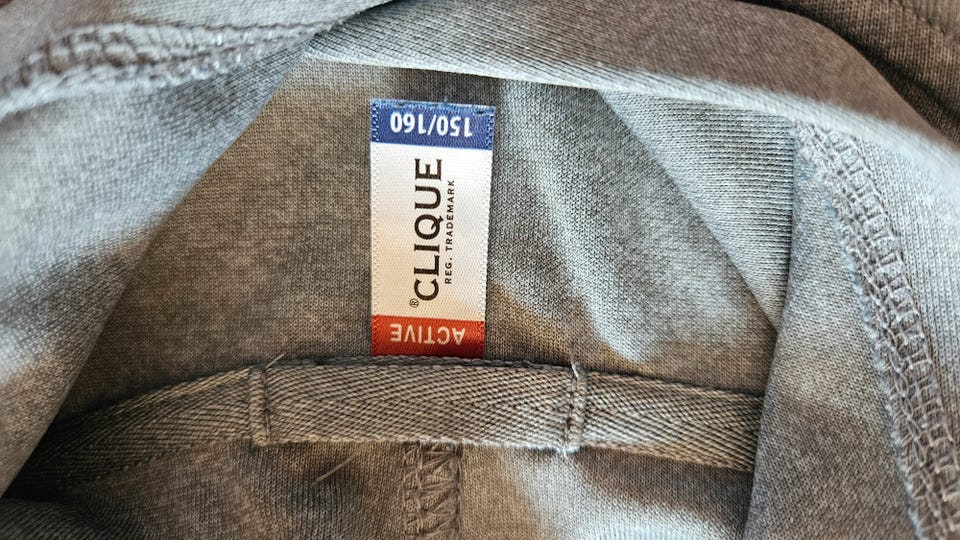 ACTIVE
CLIQUE®
REG. TRADEMARK
150/160